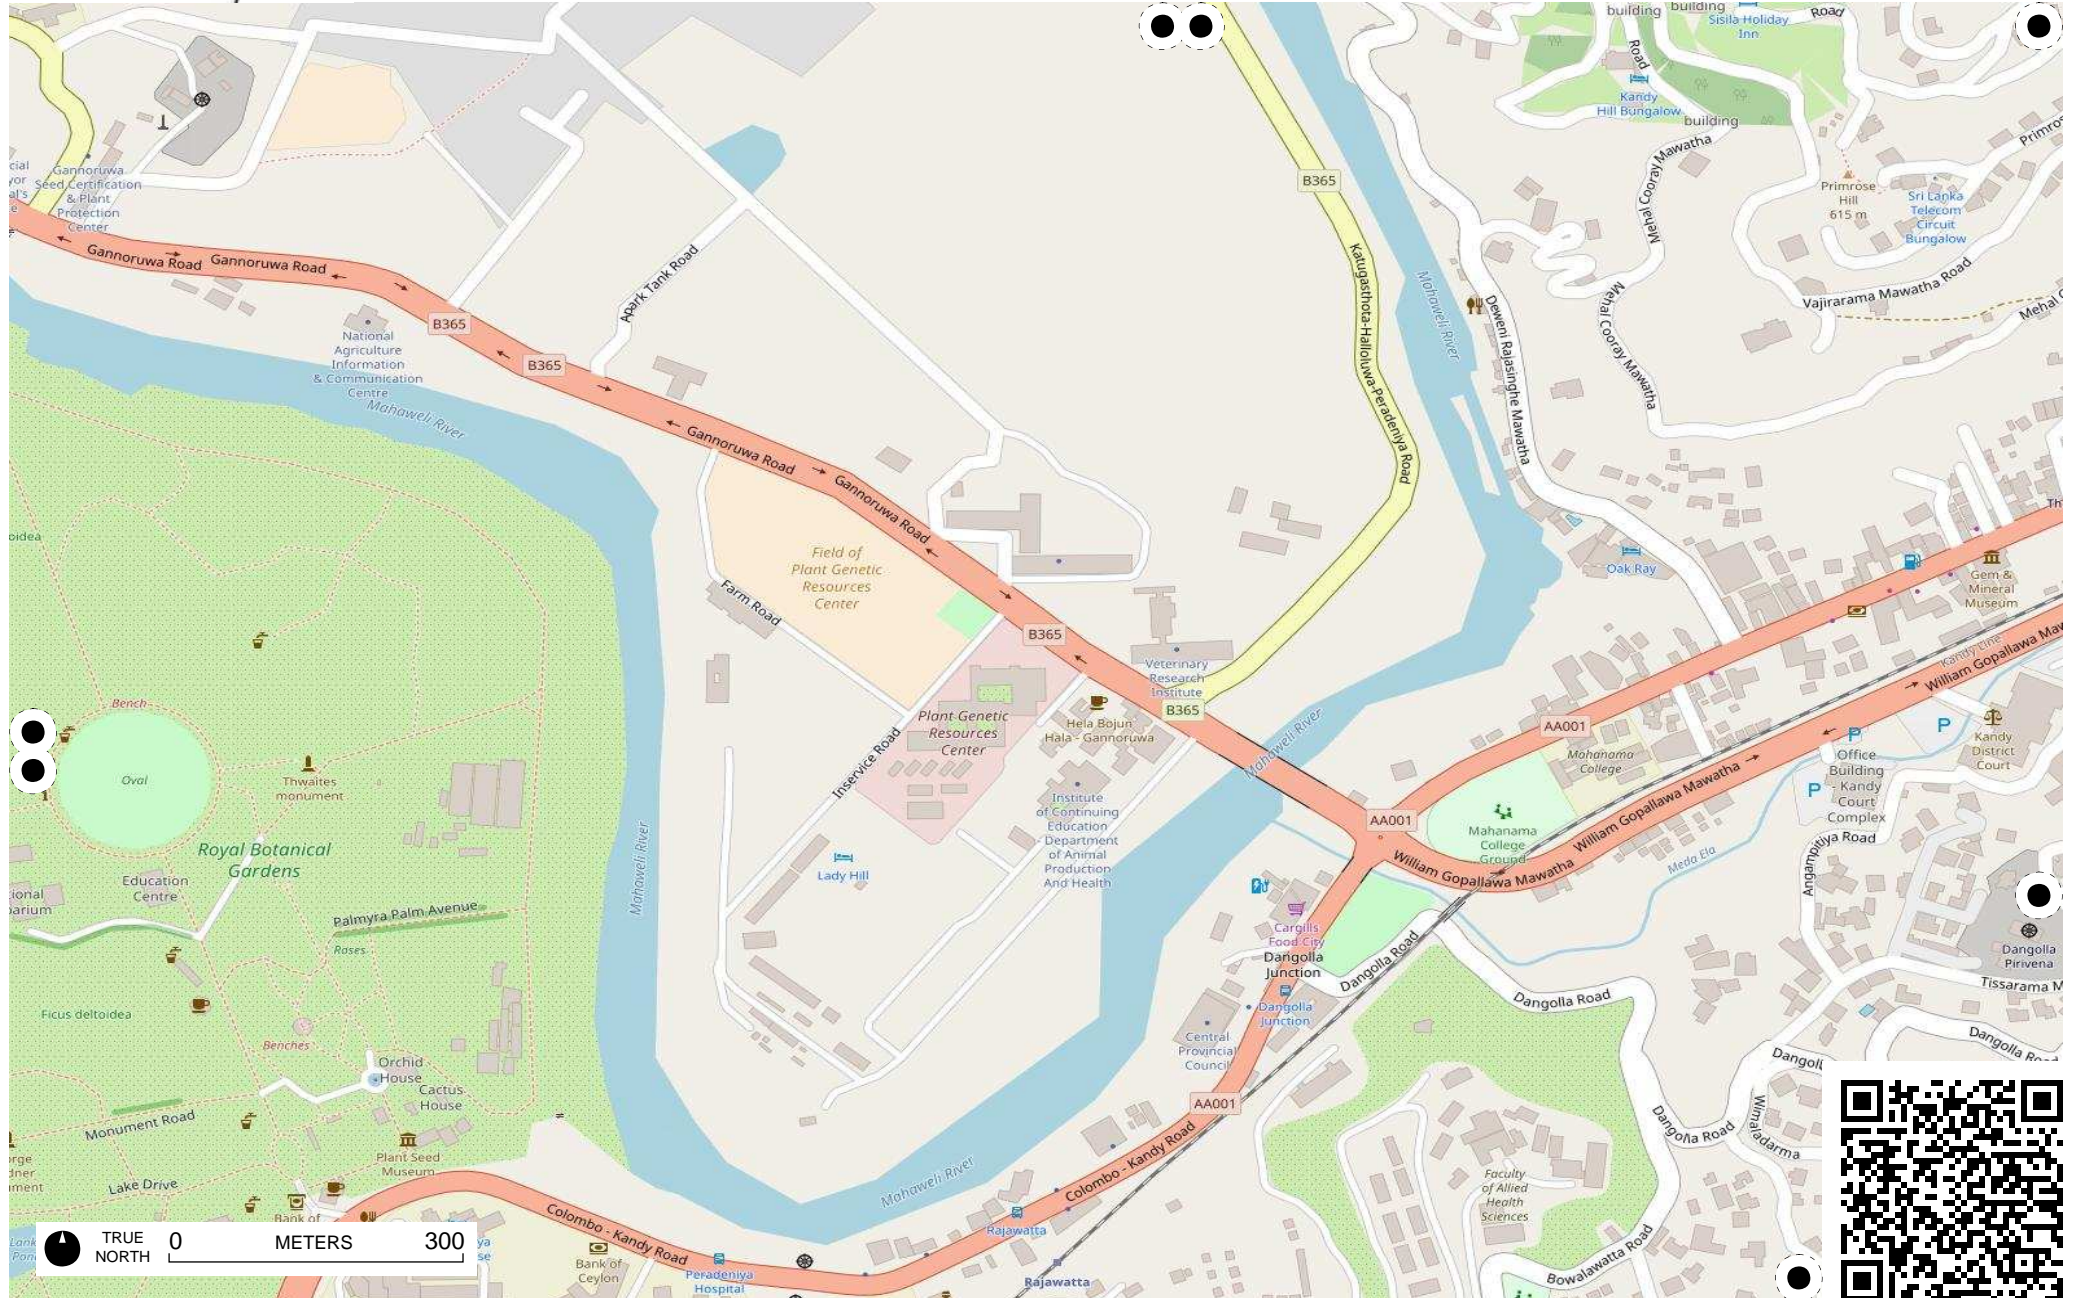 building
building
Sisila Holiday
Inn
Road
Road
Kandy
Hill Bungalow
building
Primrose
Hill
615 m
Sri Lanka
Telecom
Circuit
Bungalow
Mehal Cooray Mawatha
Mehal Cooray Mawatha
Vajirarama Mawatha Road
Gannoruwa
Seed Certification
& Plant
Protection
Center
B365
Katugasthota-Halloluwa-Peradeniya Road
Mahaweli River
Deweni Rajasinghe Mawatha
Gannoruwa Road
Gannoruwa Road
Apark Tank Road
B365
National
Agriculture
Information
& Communication
Centre
B365
Mahaweli River
Gannoruwa Road
Gannoruwa Road
Field of
Plant Genetic
Resources
Center
Farm Road
Oak Ray
Gem &
Mineral
Museum
B365
Veterinary
Research
Institute
B365
Kandy Line
William Gopallawa Maw
Bench
Oval
Thwaites
monument
Royal Botanical
Gardens
Education
Centre
Palmyra Palm Avenue
Roses
Plant Genetic
Resources
Center
Inservice Road
Hela Bojun
Hala - Gannoruwa
Institute
of Continuing
Education
- Department
of Animal
Production
And Health
Lady Hill
Mahaweli River
Mahaweli River
AA001
Mahanama
College
AA001
Mahanama
College
Ground
William Gopallawa Mawatha
William Gopallawa Mawatha
Meda Ela
P
P
P
Office
Building
- Kandy
Court
Complex
Kandy
District
Court
Angampitiya Road
Cargills
Food City
Dangolla
Junction
Dangolla Road
Dangolla
Junction
Dangolla Road
Dangolla
Pirivena
Tissarama M
Central
Provincial
Council
AA001
Dangolla Road
Dangolla Road
Wimaladarma
Ficus deltoidea
Benches
Orchid
House
Cactus
House
Monument Road
Plant Seed
Museum
Lake Drive
Bank of
Mahaweli River
Colombo - Kandy Road
Colombo - Kandy Road
Rajawatta
Rajawatta
Faculty
of Allied
Health
Sciences
Bowalawatta Road
Bank of
Ceylon
Peradeniya
Hospital
TRUE
NORTH
0 METERS 300